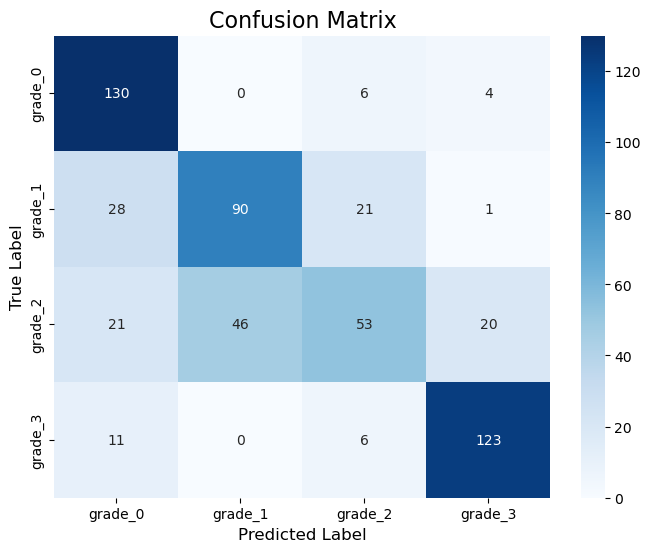 Confusion Matrix
True Label
grade_0
130 0 6 4
grade_1
28 90 21 1
grade_2
21 46 53 20
grade_3
11 0 6 123
grade_0 grade_1 grade_2 grade_3
Predicted Label
120
100
80
60
40
20
0